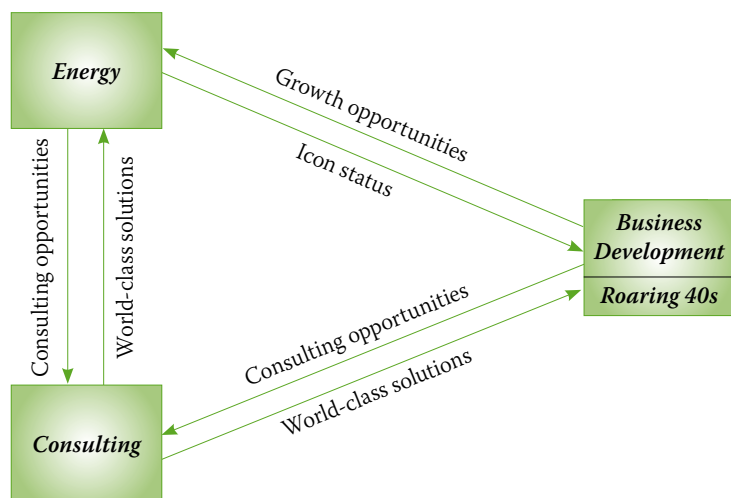 Energy
Growth opportunities
Icon status
Consulting opportunities
World-class solutions
Business
Development
Roaring 40s
Consulting opportunities
World-class solutions
Consulting